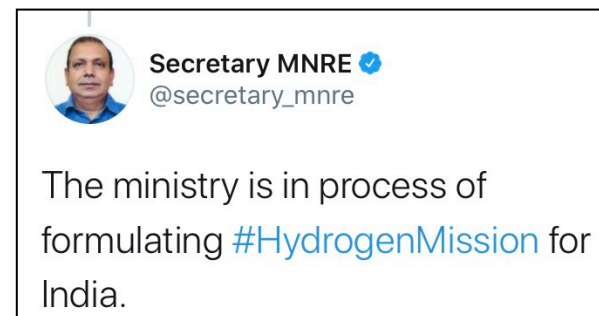 Secretary MNRE
@secretary_mnre
The ministry is in process of
formulating #HydrogenMission for
India.